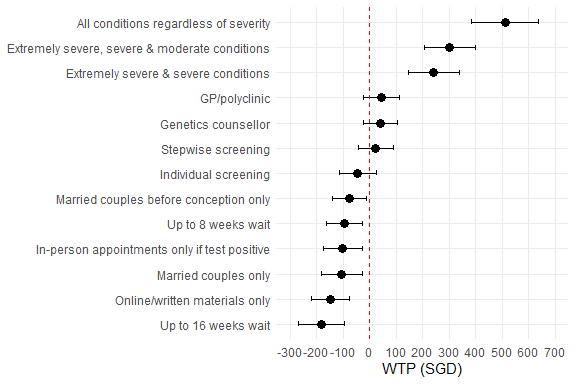 All conditions regardless of severity
Extremely severe, severe & moderate conditions
Extremely severe & severe conditions
GP/polyclinic
Genetics counsellor
Stepwise screening
Individual screening
Married couples before conception only
Up to 8 weeks wait
In-person appointments only if test positive
Married couples only
Online/written materials only
Up to 16 weeks wait
-300 -200 -100 0 100 200 300 400 500 600 700
WTP (SGD)